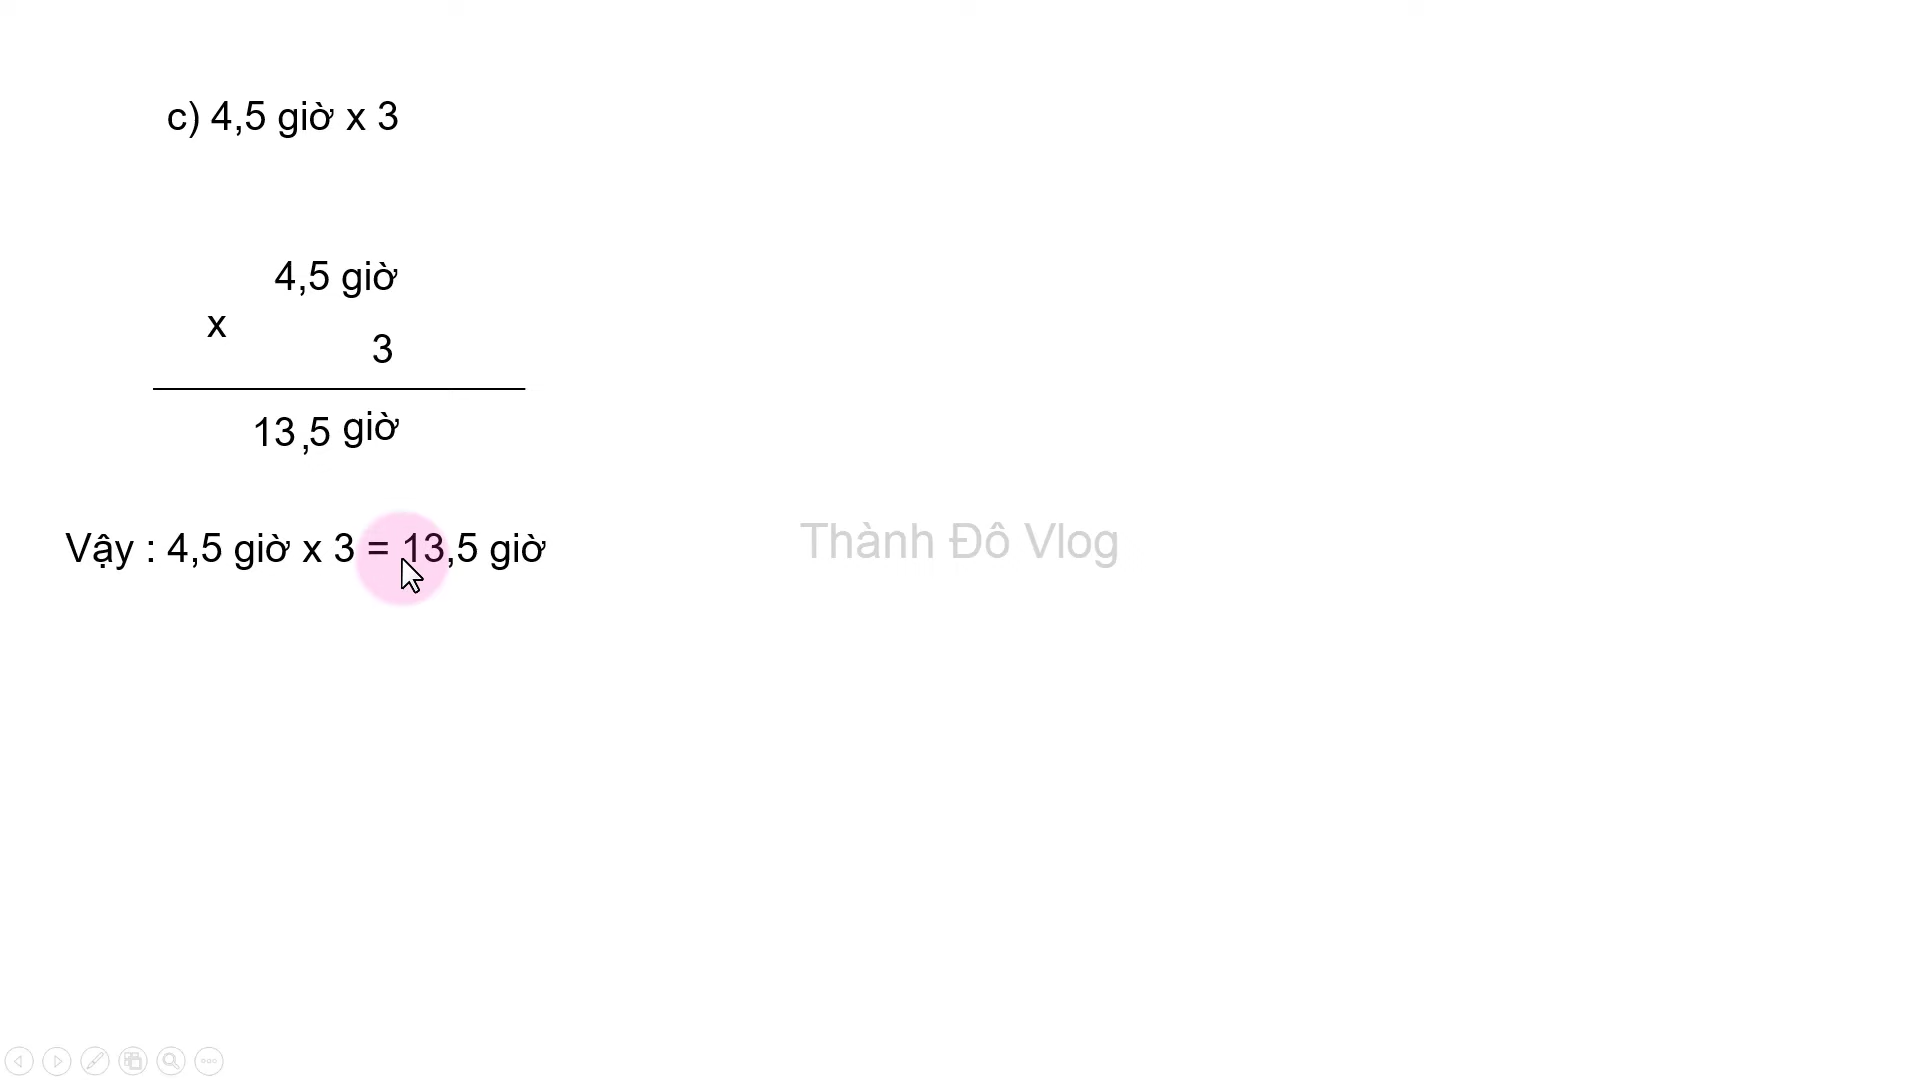 c) 4,5 giờ x 3
4,5 giờ
x
3
13,5 giờ
Vậy : 4,5 giờ x 3 = 13,5 giờ
Thành Đô Vlog